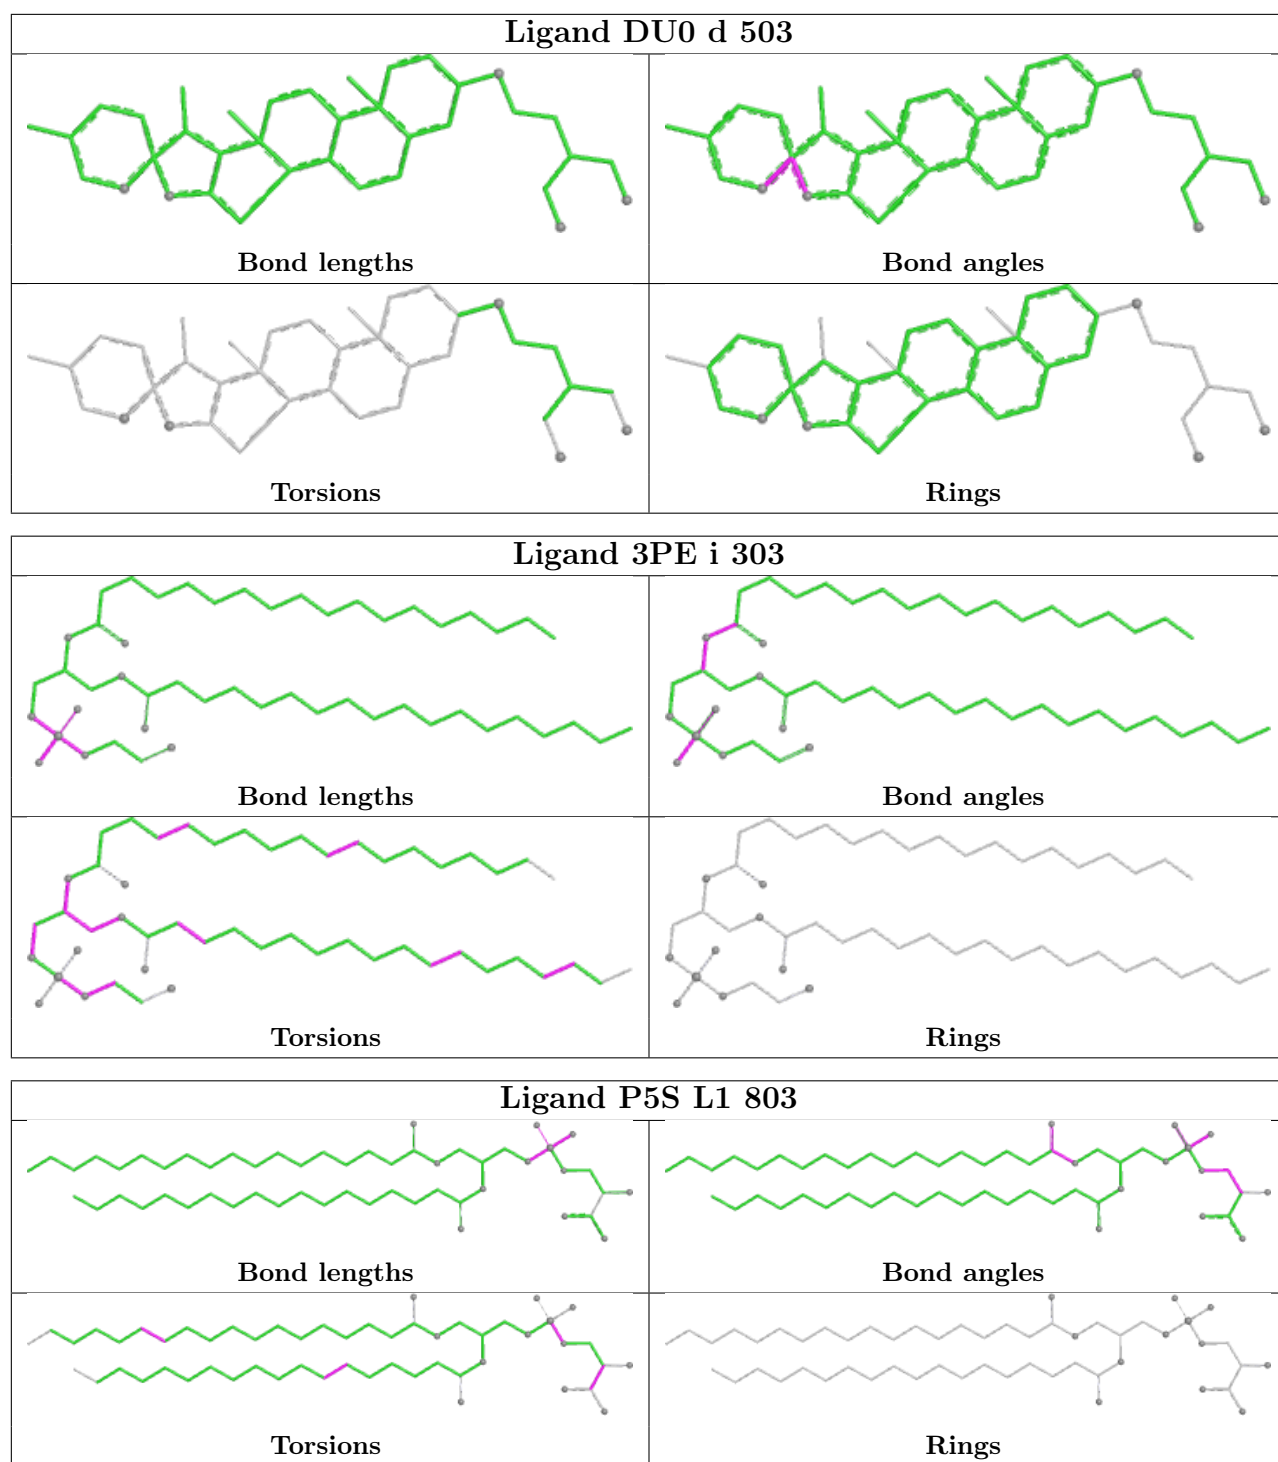 Ligand DU0 d 503
Bond lengths
Bond angles
Torsions
Rings
Ligand 3PE i 303
Bond lengths
Bond angles
Torsions
Rings
Ligand P5S L1 803
Bond lengths
Bond angles
Torsions
Rings